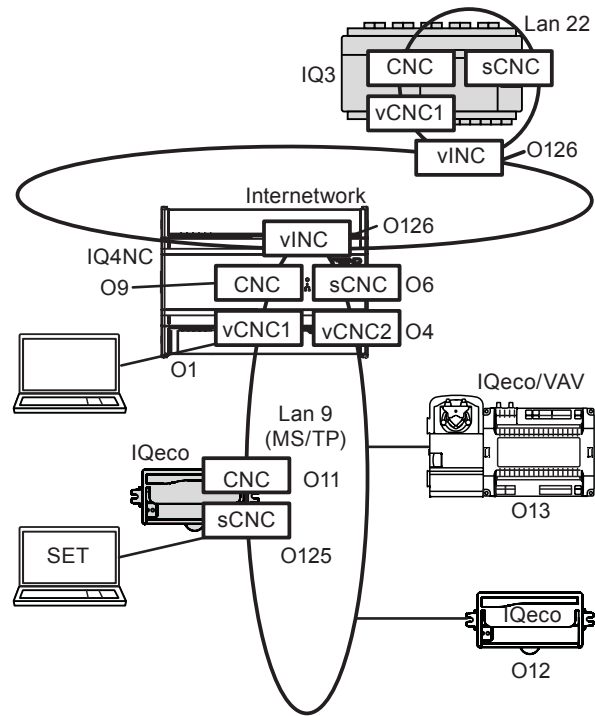 Lan 22
IQ3
CNC
sCNC
vCNC1
vINC
O126
Internetwork
vINC
O126
IQ4NC
O9
CNC
sCNC
O6
vCNC1
vCNC2
O4
O1
IQeco/VAV
Lan 9
(MS/TP)
IQeco
CNC
O11
O13
sCNC
O125
SET
IQeco
O12